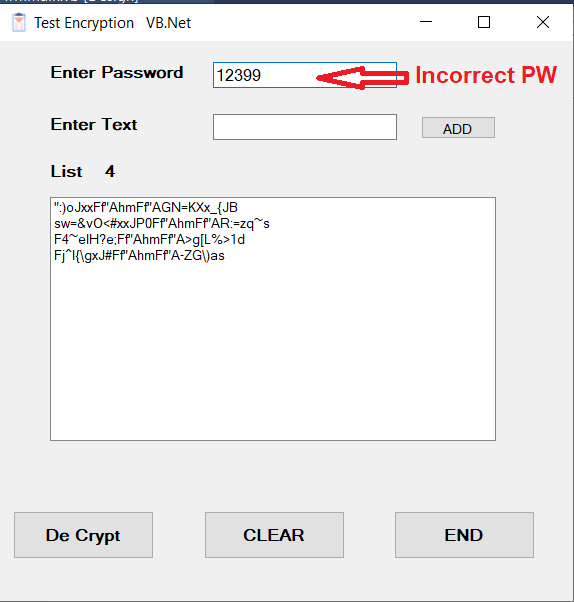 Test Encryption VB.Net
Enter Password 12399 Incorrect PW
Enter Text ADD
List 4
":)oJxxFf"AhmFf"AGN=KXx_{JB
sw=&vO<#xxJP0Ff"AhmFf"AR:=zq~s
F4~elH?e;Ff"AhmFf"A>g[L%>1d
Fj^I{\gxJ#Ff"AhmFf"A-ZG\)as
De Crypt CLEAR END